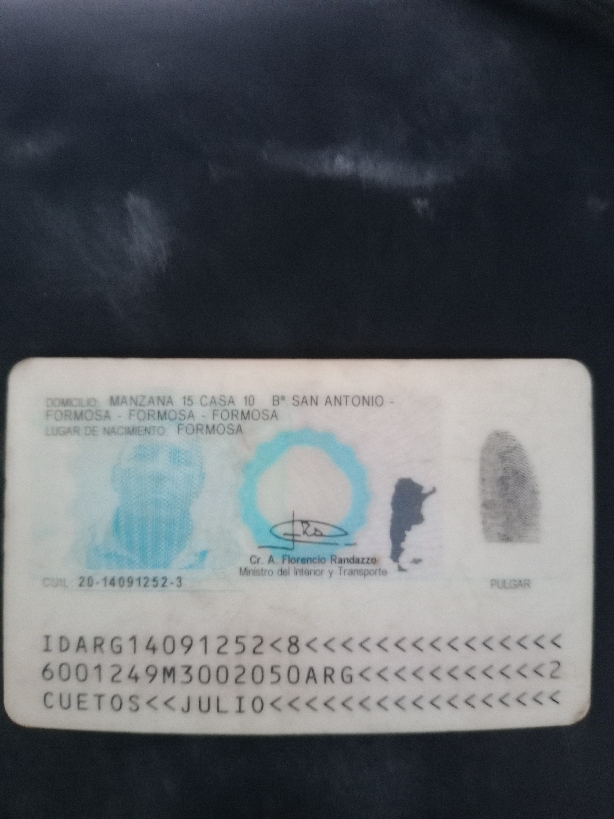 DOMICILIO: MANZANA 15 CASA 10 Bº SAN ANTONIO -
FORMOSA - FORMOSA - FORMOSA
LUGAR DE NACIMIENTO: FORMOSA
Cr. A. Florencio Randazzo
Ministro del Interior y Transporte
CUIL: 20-14091252-3
PULGAR
IDARG14091252<8<<<<<<<<<<<<<<<
6001249M3002050ARG<<<<<<<<<<<2
CUETOS<<JULIO<<<<<<<<<<<<<<<<<